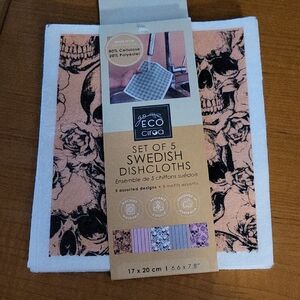 80% Cellulose
20% Polyester
go
ECO
circa
SET OF 5
SWEDISH
DISHCLOTHS
Ensemble de 5 chiffons suédois
5 assorted designs • 5 motifs assortis
17 x 20 cm | 6.6 x 7.8"